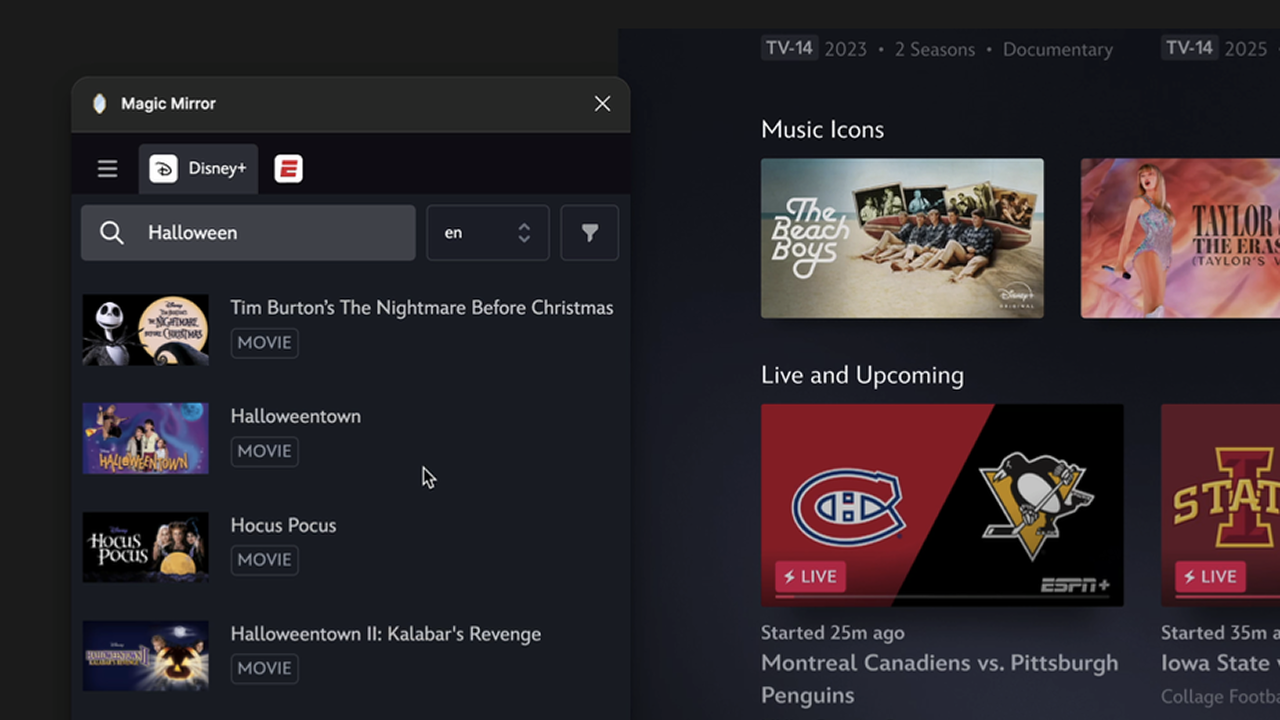 Magic Mirror
Disney+
Halloween
en
Tim Burton's The Nightmare Before Christmas
MOVIE
Halloweentown
MOVIE
HALLOWEENTOWN
Hocus Pocus
MOVIE
HOCUS POCUS
Halloweentown II: Kalabar's Revenge
MOVIE
TV-14 2023 • 2 Seasons • Documentary
TV-14 2025
Music Icons
The
Beach
Boys
Disney+
ORIGINAL
TAYLOR
THE ERAS
(TAYLOR'S
Live and Upcoming
LIVE
ESPN+
STAT
LIVE
Started 25m ago
Montreal Canadiens vs. Pittsburgh
Penguins
Started 35m
Iowa State
Collage Footba